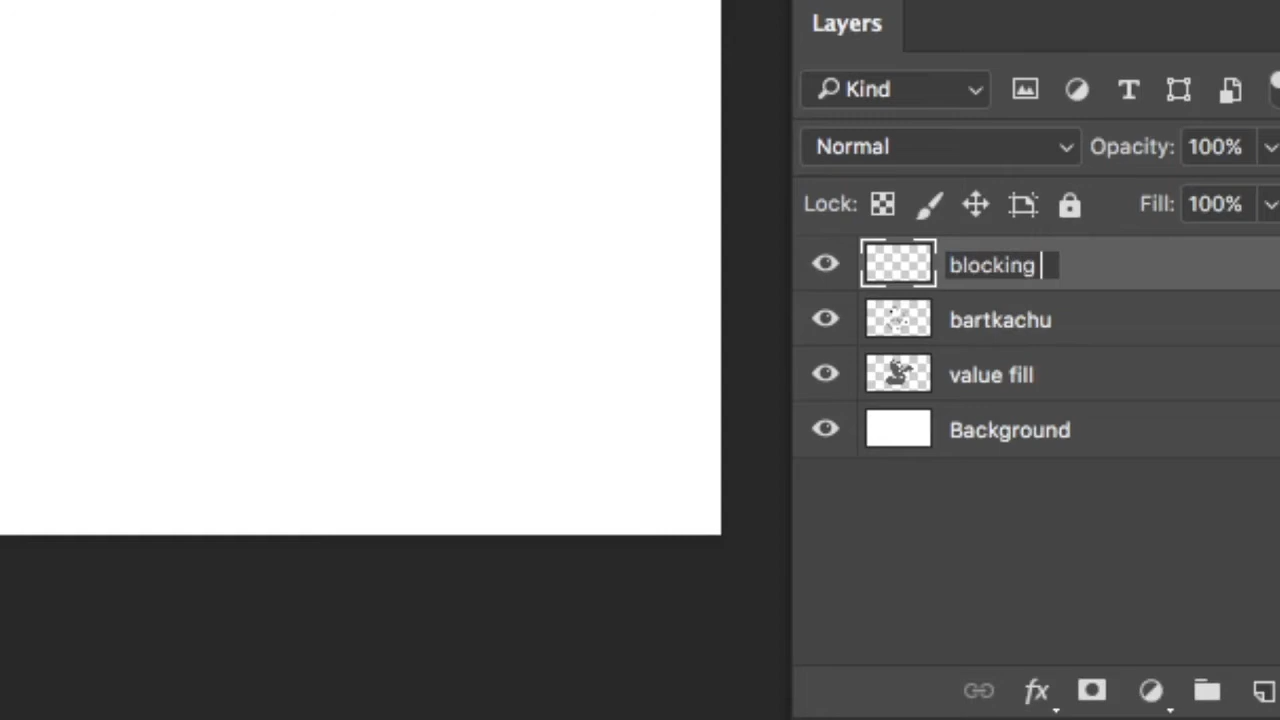 Layers
Kind
Normal Opacity: 100%
Lock: Fill: 100%
blocking
bartkachu
value fill
Background
fx